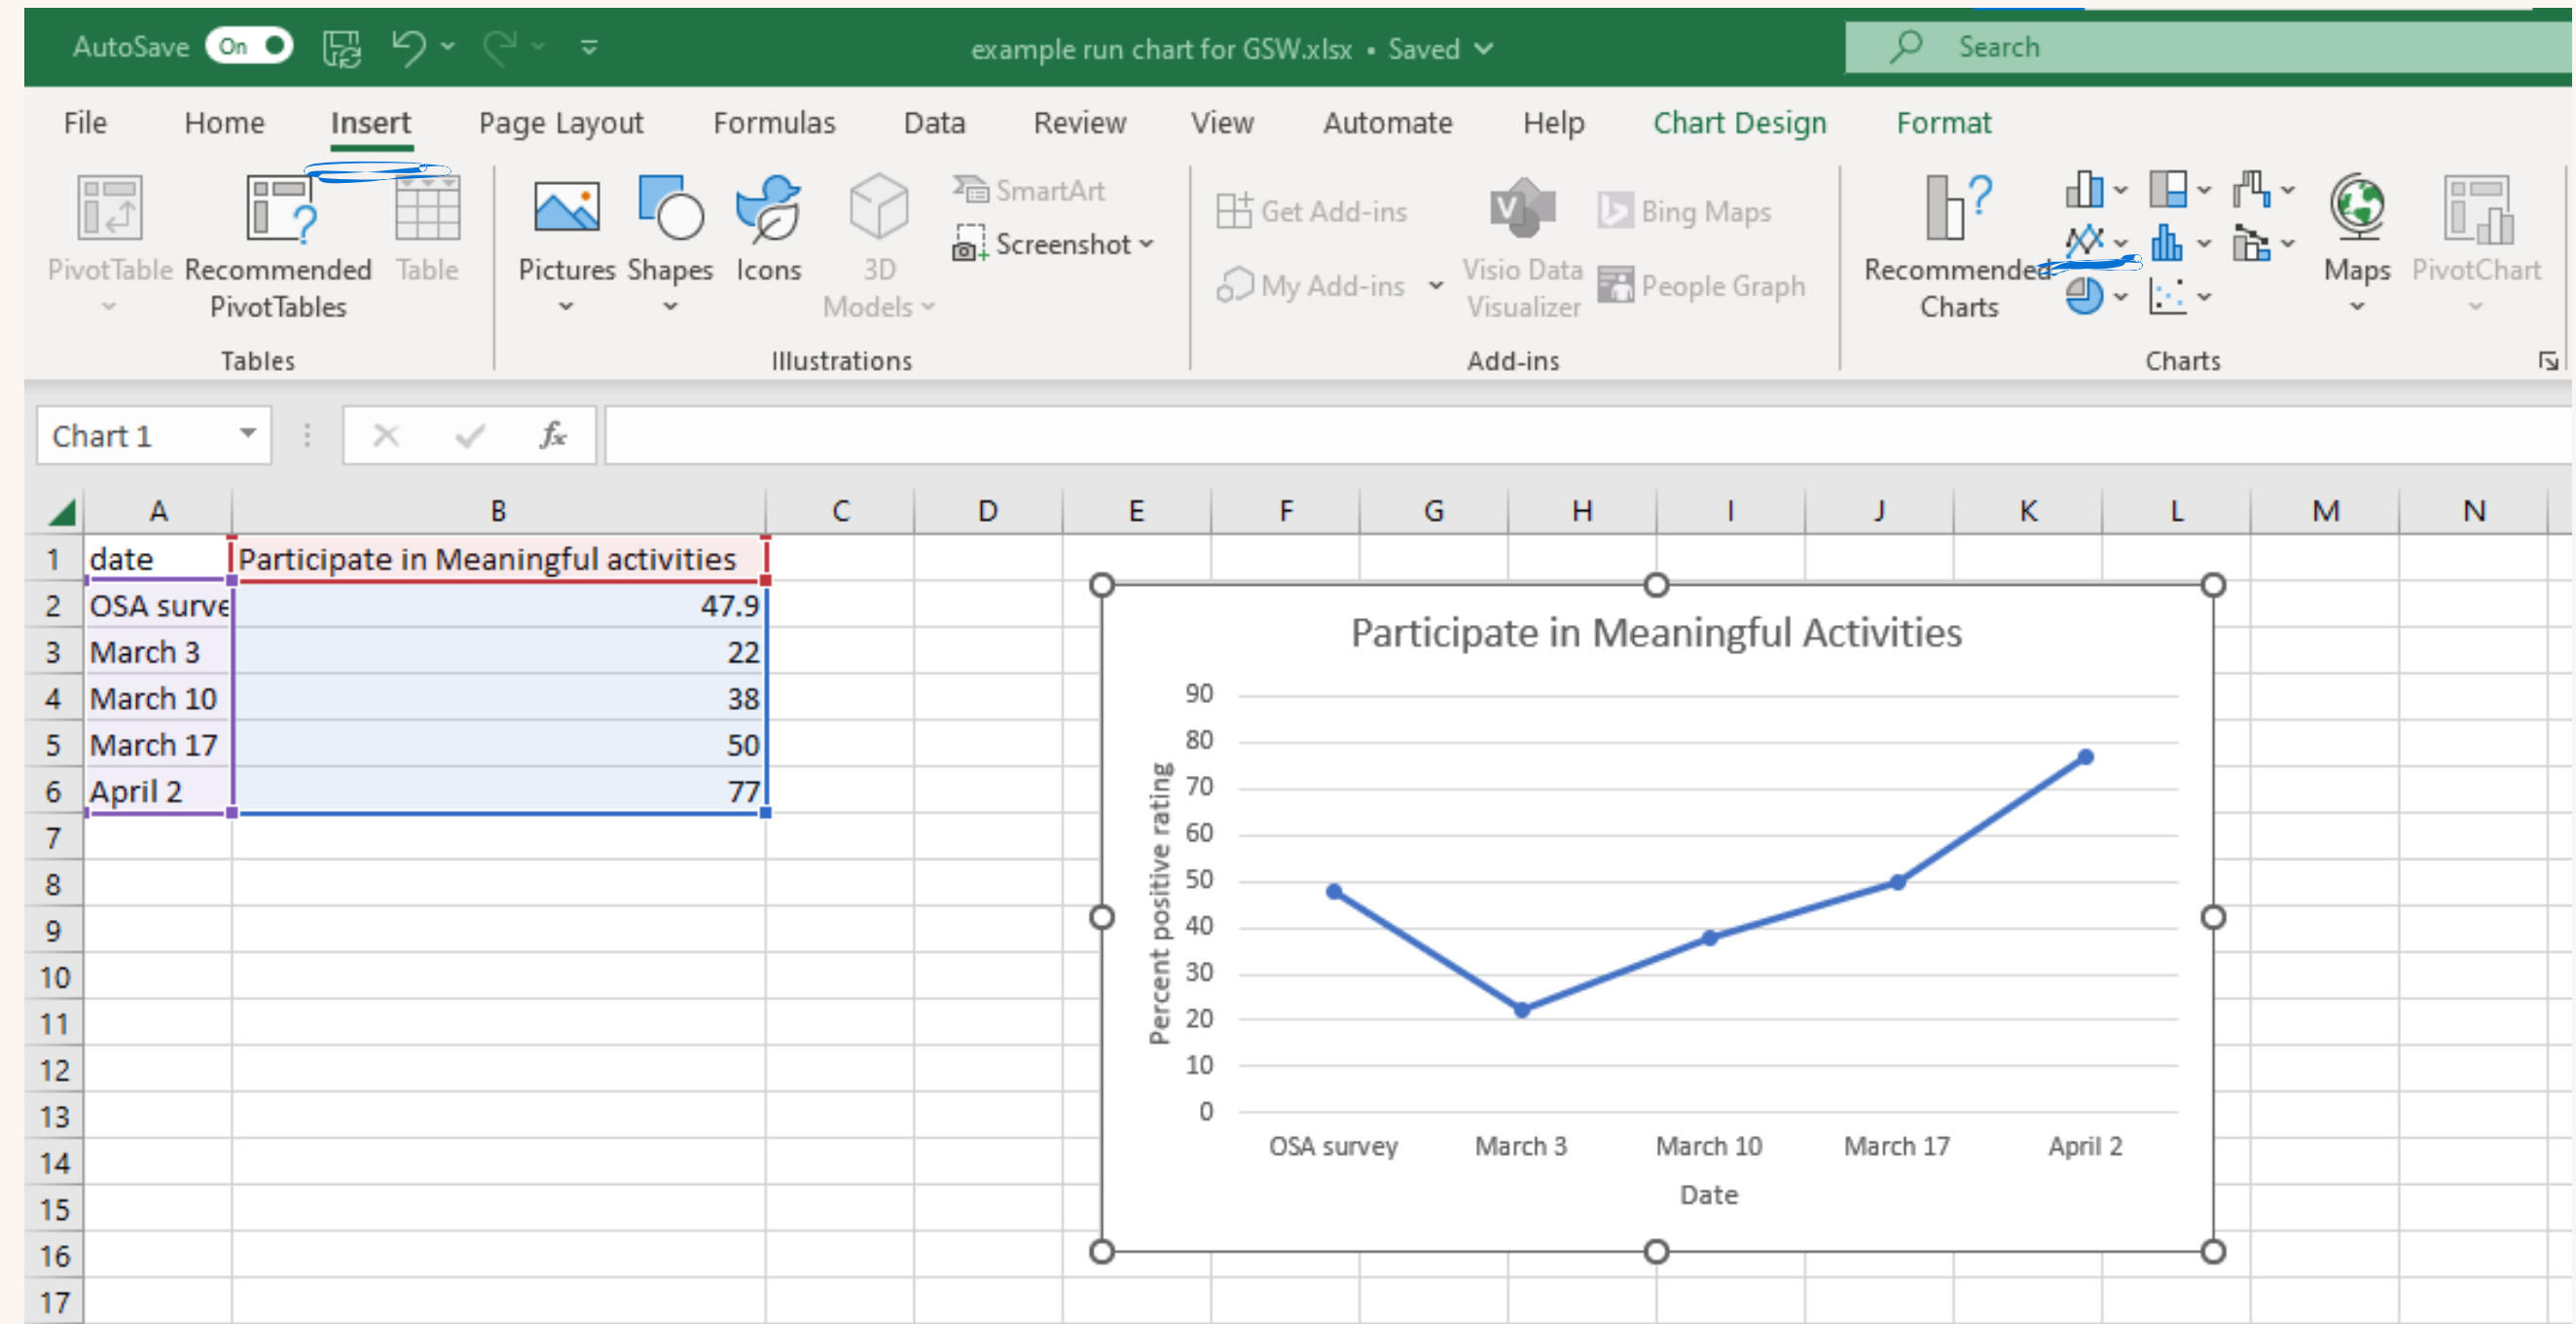 AutoSave On example run chart for GSW.xlsx • Saved Search
File Home Insert Page Layout Formulas Data Review View Automate Help Chart Design Format
PivotTable
Recommended
PivotTables
Table
Tables
Pictures
Shapes
Icons
3D
Models
SmartArt
Screenshot
Illustrations
Get Add-ins
My Add-ins
Visio Data
Visualizer
Bing Maps
People Graph
Add-ins
Recommended
Charts
Maps
PivotChart
Charts
Chart 1 fx
A B C D E F G H I J K L M N
1 date Participate in Meaningful activities
2 OSA surve 47.9
3 March 3 22
4 March 10 38
5 March 17 50
6 April 2 77
7
8
9
10
11
12
13
14
15
16
17
Participate in Meaningful Activities
Percent positive rating
90
80
70
60
50
40
30
20
10
0
OSA survey March 3 March 10 March 17 April 2
Date